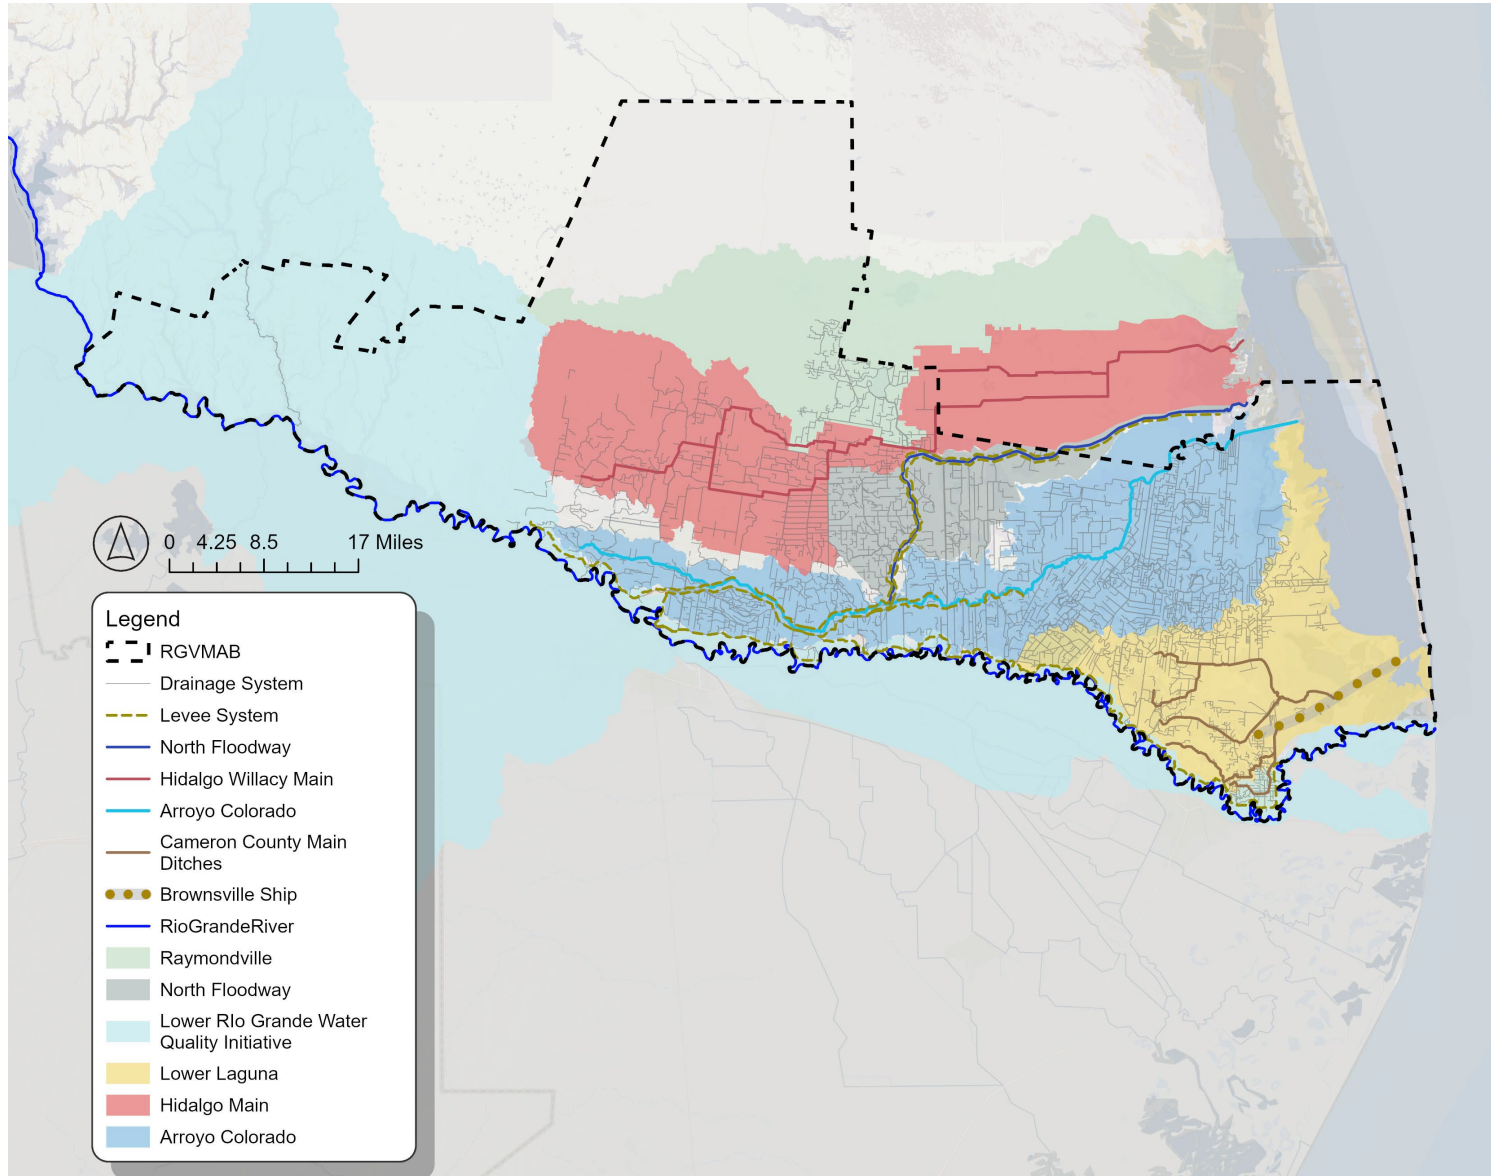 0 4.25 8.5 17 Miles
Legend
RGVMAB
Drainage System
Levee System
North Floodway
Hidalgo Willacy Main
Arroyo Colorado
Cameron County Main
Ditches
Brownsville Ship
RioGrandeRiver
Raymondville
North Floodway
Lower RIo Grande Water
Quality Initiative
Lower Laguna
Hidalgo Main
Arroyo Colorado